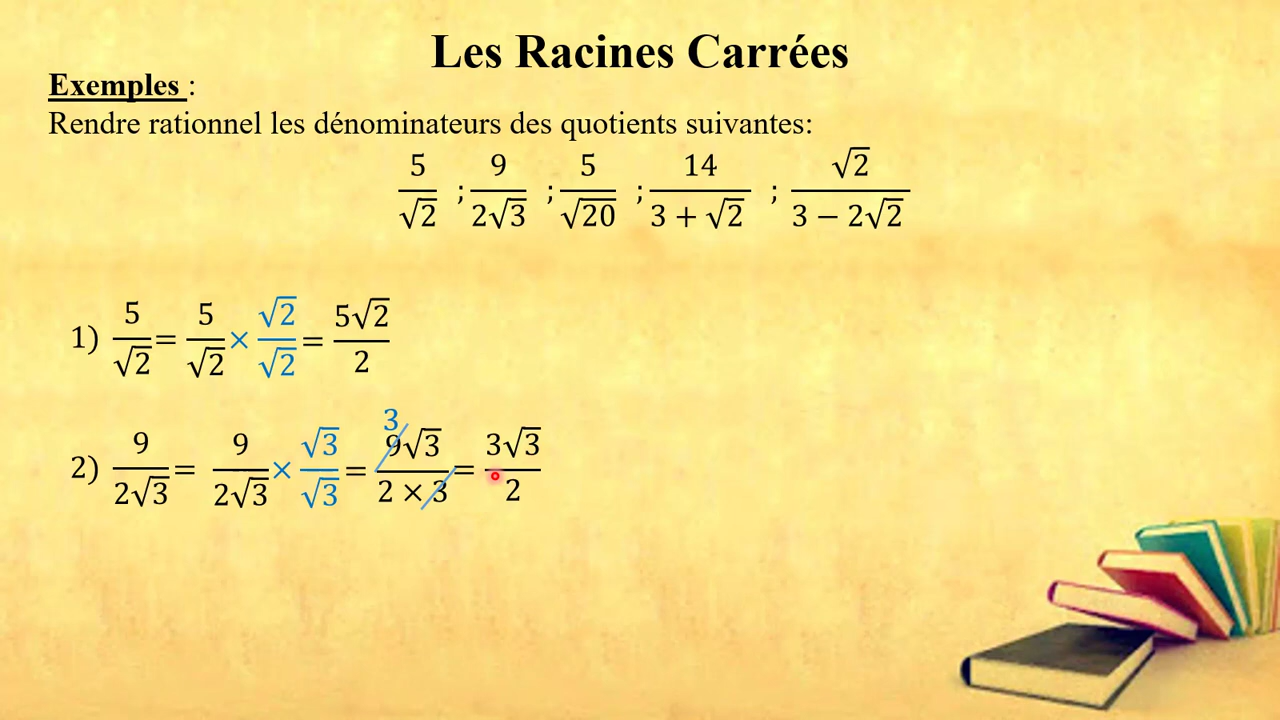 Les Racines Carrées
Exemples :
Rendre rationnel les dénominateurs des quotients suivantes:
5/√2 ; 9/2√3 ; 5/√20 ; 14/3 + √2 ; √2/3 − 2√2
1) 5/√2 = 5/√2 × √2/√2 = 5√2/2
2) 9/2√3 = 9/2√3 × √3/√3 = 3 9√3/2 × 3 = 3√3/2